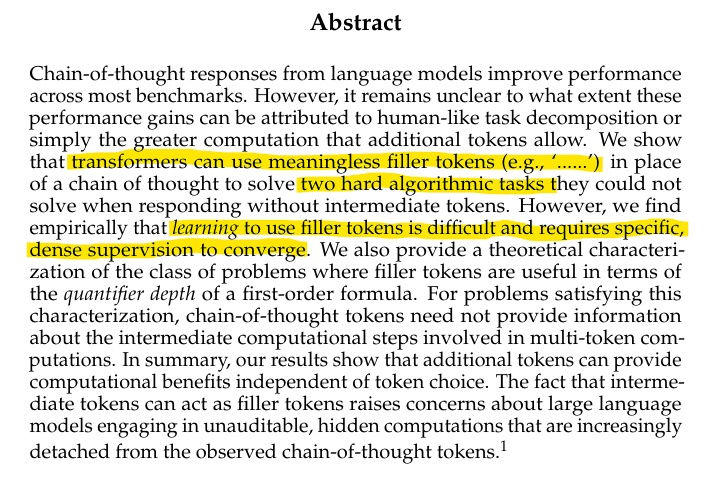 Abstract
Chain-of-thought responses from language models improve performance
across most benchmarks. However, it remains unclear to what extent these
performance gains can be attributed to human-like task decomposition or
simply the greater computation that additional tokens allow. We show
that transformers can use meaningless filler tokens (e.g., ‘......’) in place
of a chain of thought to solve two hard algorithmic tasks they could not
solve when responding without intermediate tokens. However, we find
empirically that learning to use filler tokens is difficult and requires specific,
dense supervision to converge. We also provide a theoretical characteri-
zation of the class of problems where filler tokens are useful in terms of
the quantifier depth of a first-order formula. For problems satisfying this
characterization, chain-of-thought tokens need not provide information
about the intermediate computational steps involved in multi-token com-
putations. In summary, our results show that additional tokens can provide
computational benefits independent of token choice. The fact that interme-
diate tokens can act as filler tokens raises concerns about large language
models engaging in unauditable, hidden computations that are increasingly
detached from the observed chain-of-thought tokens.1